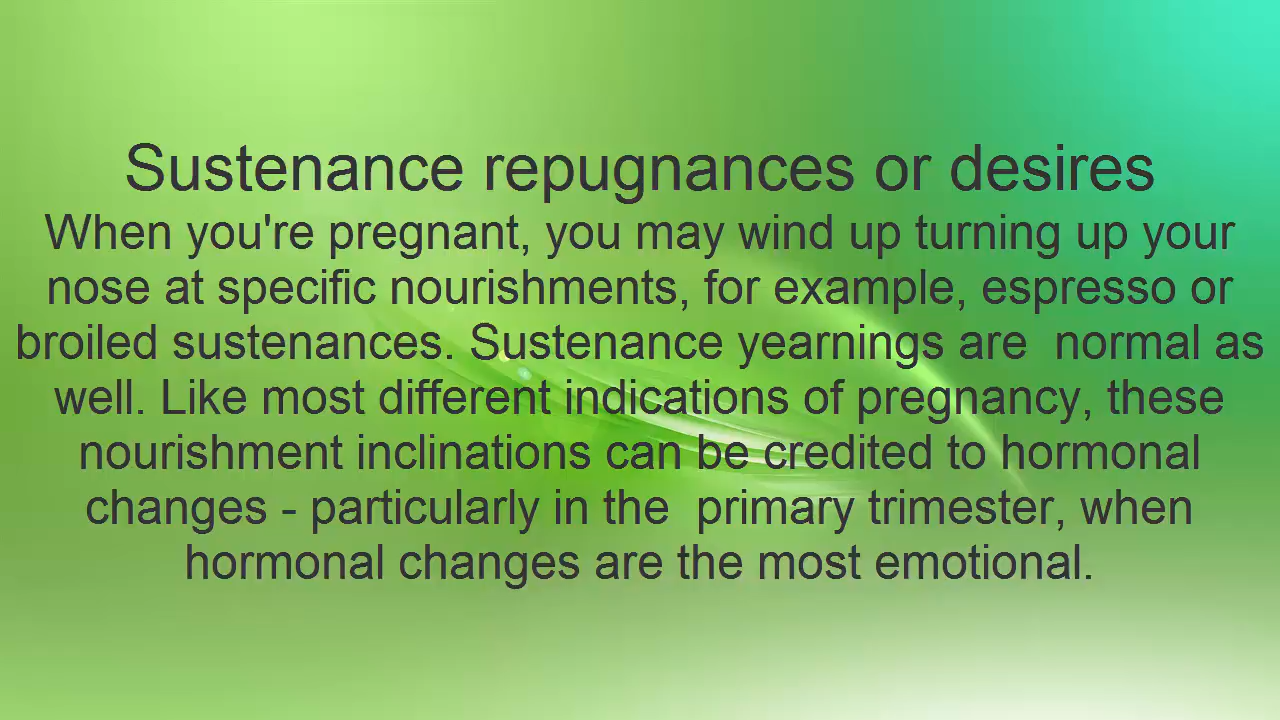 Sustenance repugnances or desires
When you're pregnant, you may wind up turning up your
nose at specific nourishments, for example, espresso or
broiled sustenances. Sustenance yearnings are  normal as
well. Like most different indications of pregnancy, these
nourishment inclinations can be credited to hormonal
changes - particularly in the  primary trimester, when
hormonal changes are the most emotional.